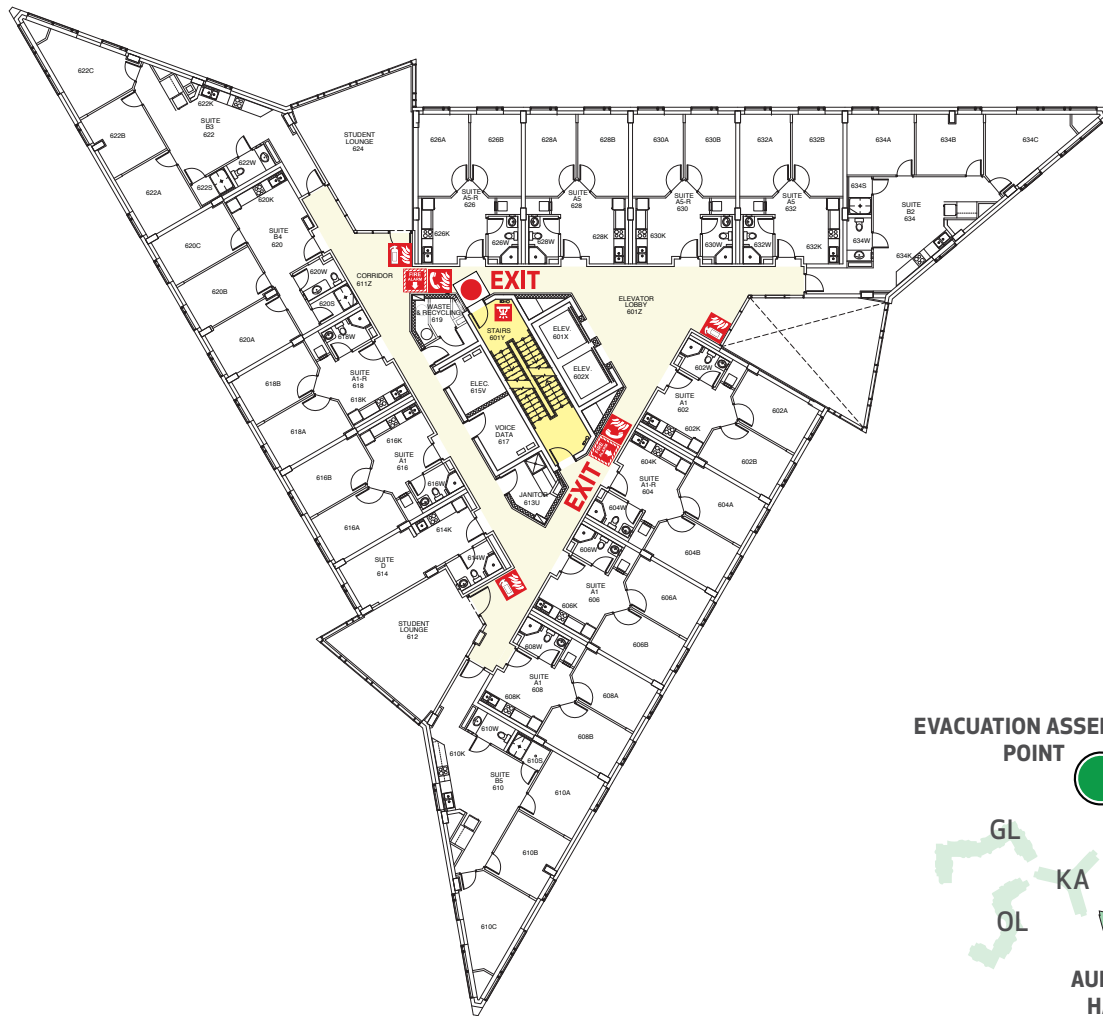 622C
622K
SUITE
B3
622
622B
622W
622A
622S
STUDENT
LOUNGE
624
620K
SUITE
B4
620
620C
620B
620W
620S
620A
618W
618B
SUITE
A1-R
618
618K
618A
616K
SUITE
A1
616
616B
616W
616A
614K
SUITE
D
614
614W
STUDENT
LOUNGE
612
626A
626B
628A
628B
630A
630B
632A
632B
634A
634B
634C
SUITE
A5-R
626
SUITE
A5
628
SUITE
A5-R
630
SUITE
A5
632
634S
SUITE
B2
634
626K
626W
628W
628K
630K
630W
632W
632K
634W
634K
CORRIDOR
611Z
FIRE
ALARM
EXIT
ELEVATOR
LOBBY
601Z
WASTE
& RECYCLING
619
STAIRS
601Y
ELEV.
601X
ELEV.
602X
ELEC.
615V
VOICE
DATA
617
JANITOR
613U
EXIT
602W
SUITE
A1
602
602A
602K
602B
604K
SUITE
A1-R
604
604A
604W
604B
606W
SUITE
A1
606
606A
606K
606B
608W
SUITE
A1
608
608A
608K
608B
610W
610K
610S
SUITE
B5
610
610A
610B
610C
EVACUATION ASSE
POINT
GL
KA
OL